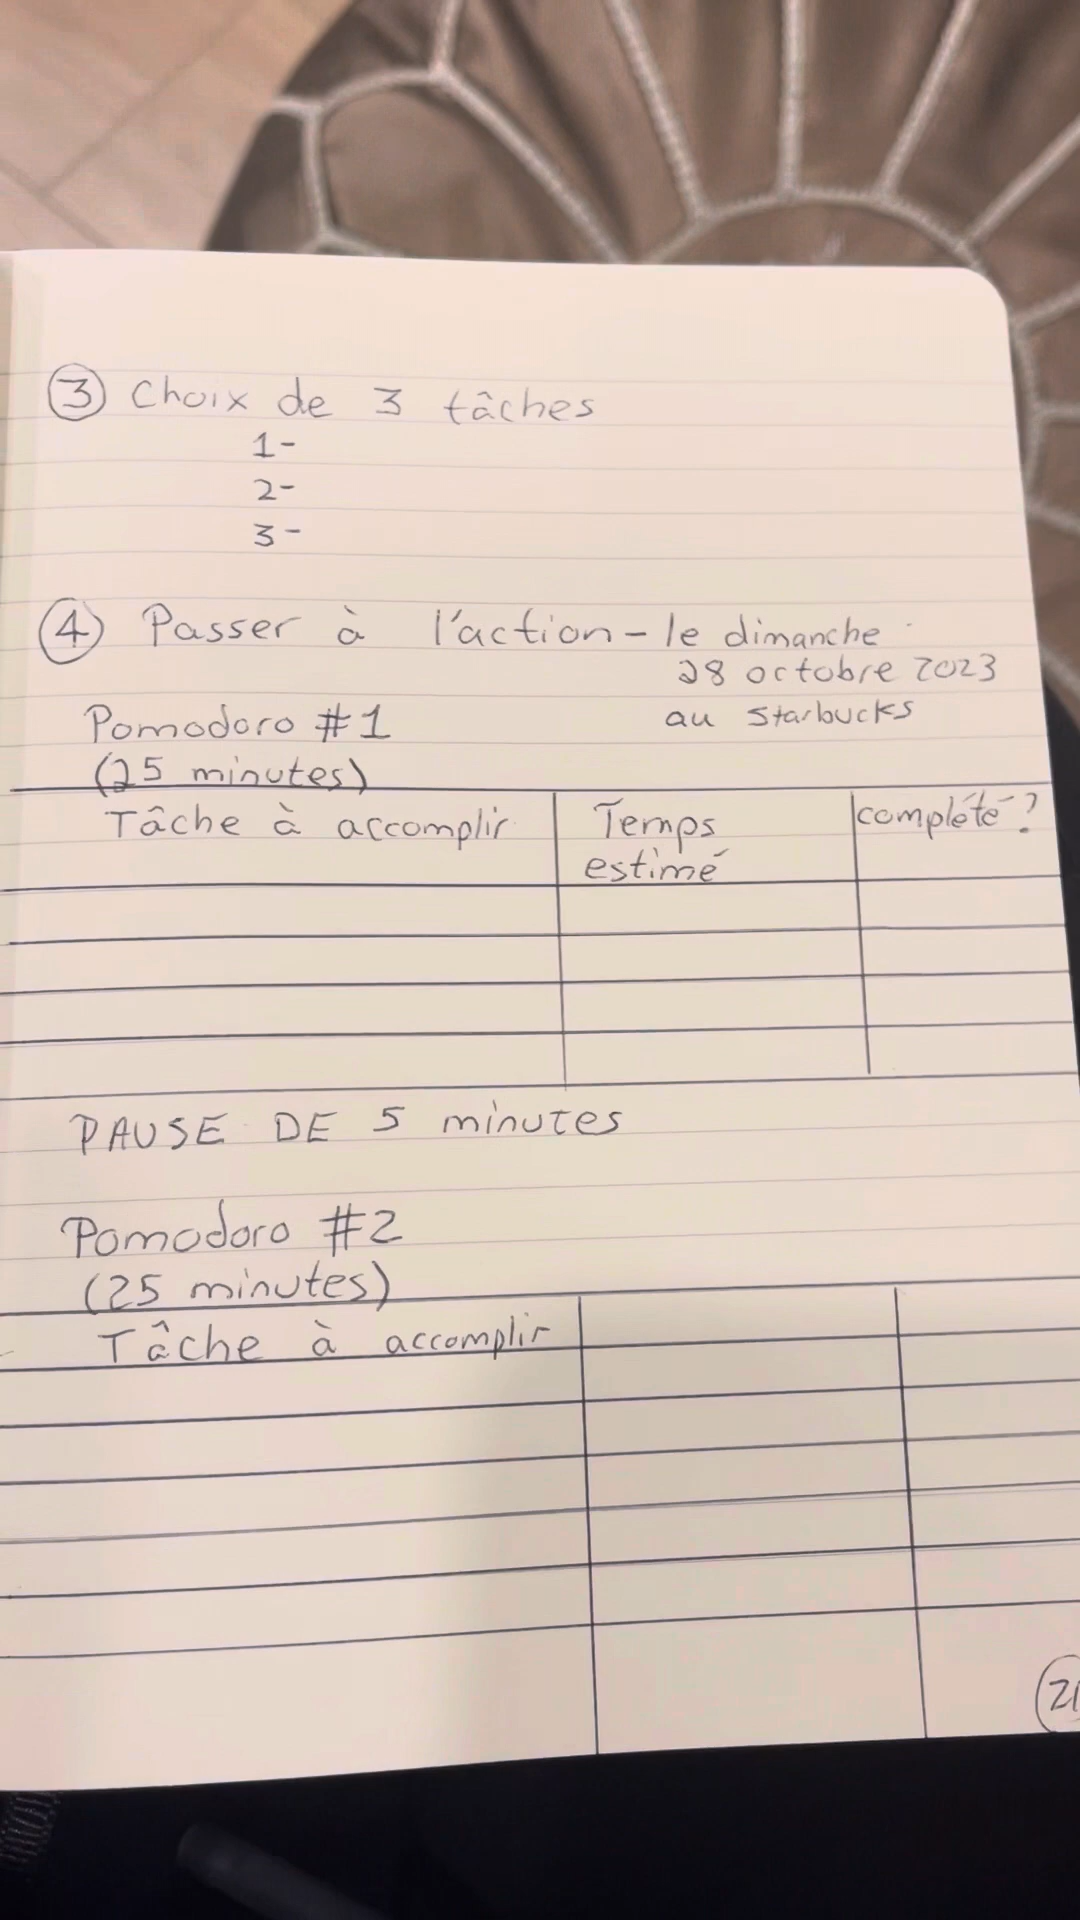 ③ Choix de 3 tâches
1-
2-
3-
④ Passer à l'action - le dimanche
28 octobre 2023
au Starbucks
Pomodoro #1
(25 minutes)
Tâche à accomplir Temps estimé complété?
PAUSE DE 5 minutes
Pomodoro #2
(25 minutes)
Tâche à accomplir
21